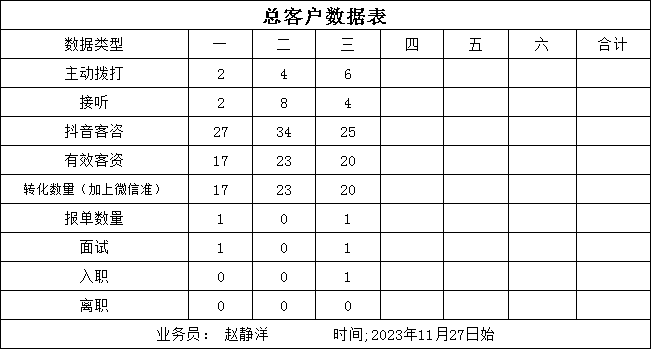 总客户数据表
数据类型 一 二 三 四 五 六 合计
主动拨打 2 4 6
接听 2 8 4
抖音客咨 27 34 25
有效客资 17 23 20
转化数量（加上微信准） 17 23 20
报单数量 1 0 1
面试 1 0 1
入职 0 0 1
离职 0 0 0
业务员： 赵静洋 时间;2023年11月27日始